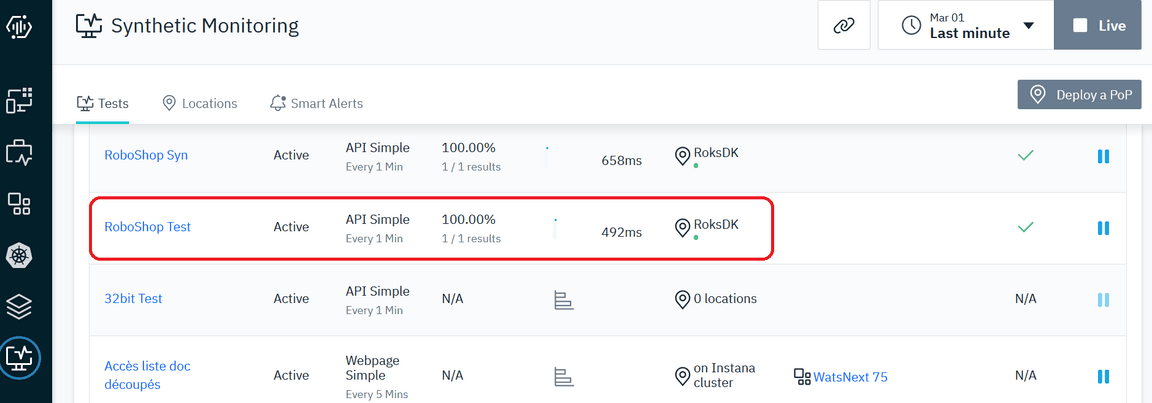 Synthetic Monitoring
Mar 01
Last minute
Live
Tests
Locations
Smart Alerts
Deploy a PoP
RoboShop Syn
Active
API Simple
Every 1 Min
100.00%
1 / 1 results
658ms
RoksDK
RoboShop Test
Active
API Simple
Every 1 Min
100.00%
1 / 1 results
492ms
RoksDK
32bit Test
Active
API Simple
Every 1 Min
N/A
0 locations
N/A
Accès liste doc
découpés
Active
Webpage
Simple
Every 5 Mins
N/A
on Instana
cluster
WatsNext 75
N/A